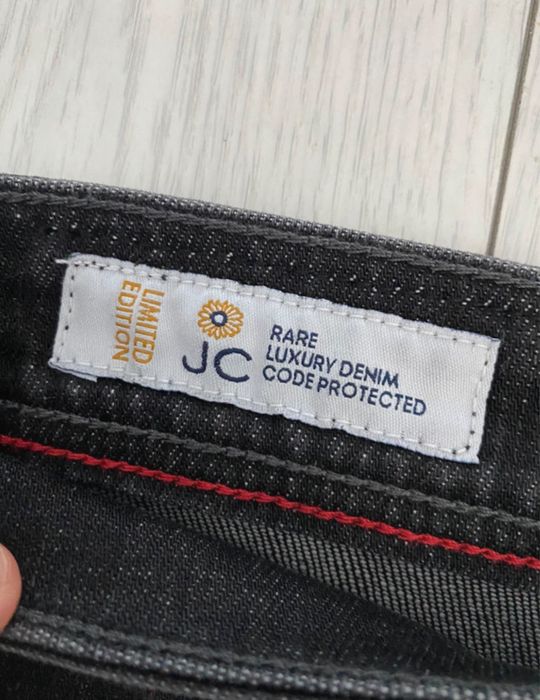 LIMITED
EDITION
JC
RARE
LUXURY DENIM
CODE PROTECTED